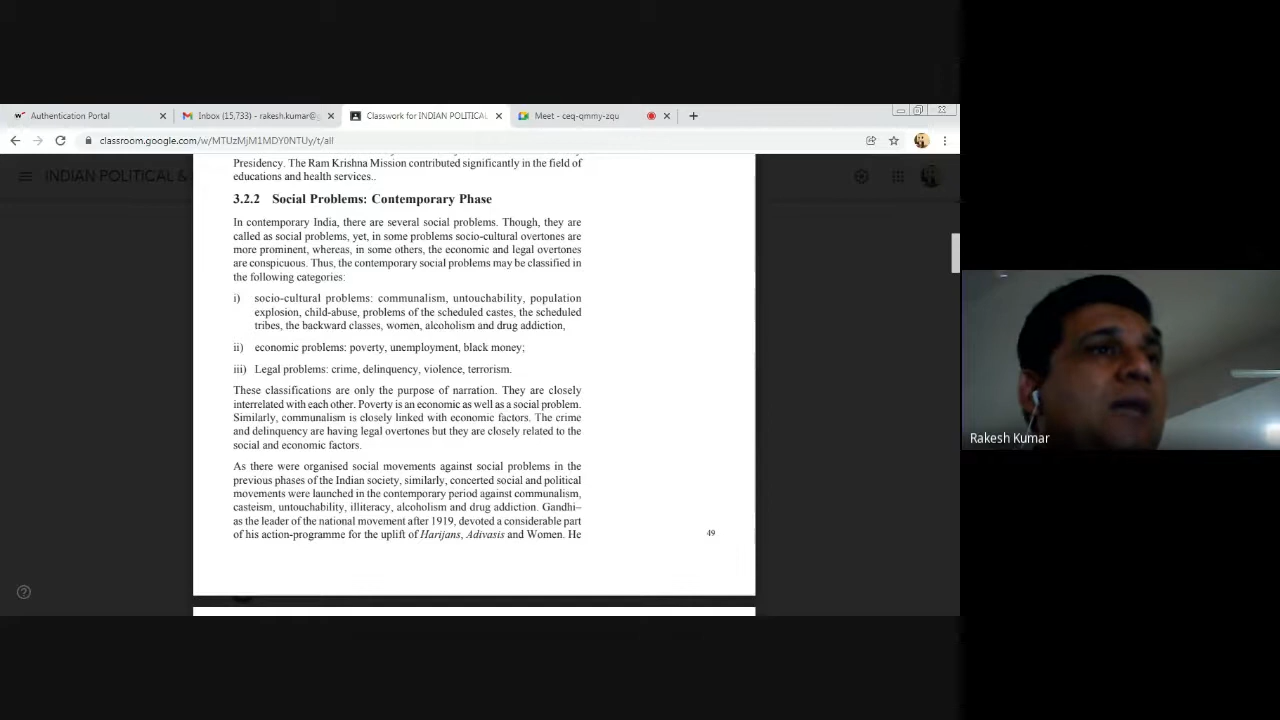 Authentication Portal
Inbox (15,733) - rakesh.kumar@g
Classwork for INDIAN POLITICAL
Meet - ceq-qmmy-zqu
classroom.google.com/w/MTUzMjM1MDY0NTUy/t/all
INDIAN POLITICAL &
Presidency. The Ram Krishna Mission contributed significantly in the field of
educations and health services..
3.2.2 Social Problems: Contemporary Phase
In contemporary India, there are several social problems. Though, they are
called as social problems, yet, in some problems socio-cultural overtones are
more prominent, whereas, in some others, the economic and legal overtones
are conspicuous. Thus, the contemporary social problems may be classified in
the following categories:
i) socio-cultural problems: communalism, untouchability, population
explosion, child-abuse, problems of the scheduled castes, the scheduled
tribes, the backward classes, women, alcoholism and drug addiction,
ii) economic problems: poverty, unemployment, black money;
iii) Legal problems: crime, delinquency, violence, terrorism.
These classifications are only the purpose of narration. They are closely
interrelated with each other. Poverty is an economic as well as a social problem.
Similarly, communalism is closely linked with economic factors. The crime
and delinquency are having legal overtones but they are closely related to the
social and economic factors.
As there were organised social movements against social problems in the
previous phases of the Indian society, similarly, concerted social and political
movements were launched in the contemporary period against communalism,
casteism, untouchability, illiteracy, alcoholism and drug addiction. Gandhi–
as the leader of the national movement after 1919, devoted a considerable part
of his action-programme for the uplift of Harijans, Adivasis and Women. He
49
Rakesh Kumar